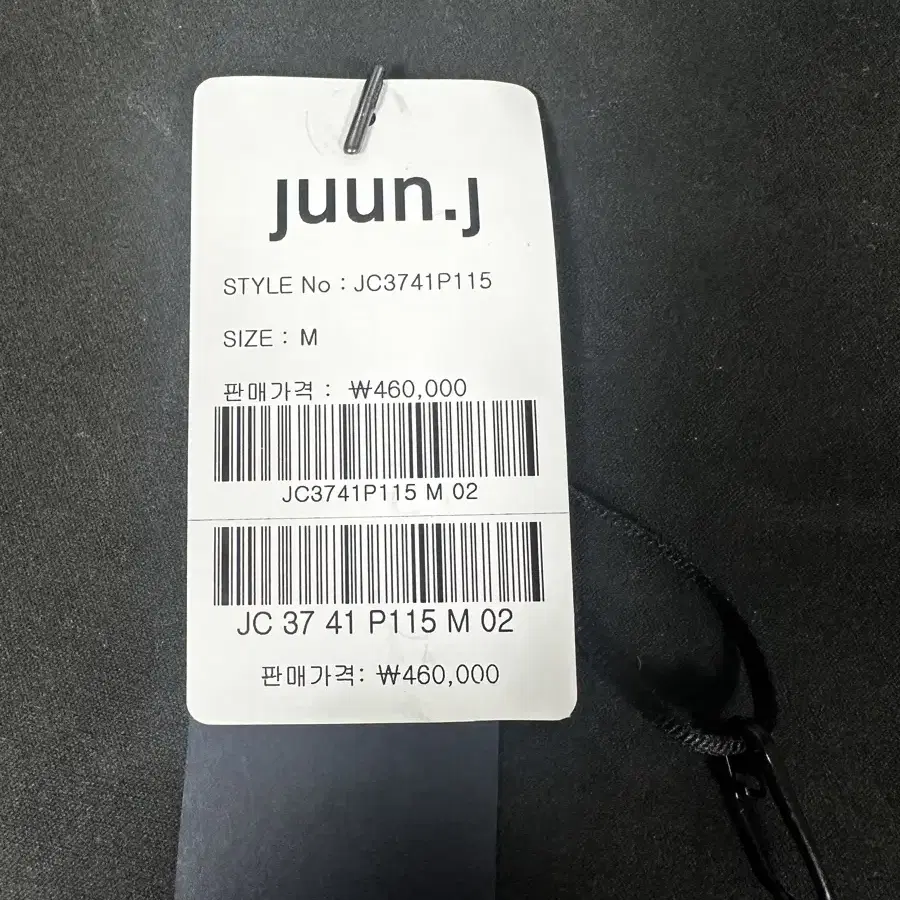 juun.j
STYLE No : JC3741P115
SIZE : M
판매가격 : ₩460,000
JC3741P115 M 02
JC 37 41 P115 M 02
판매가격: ₩460,000